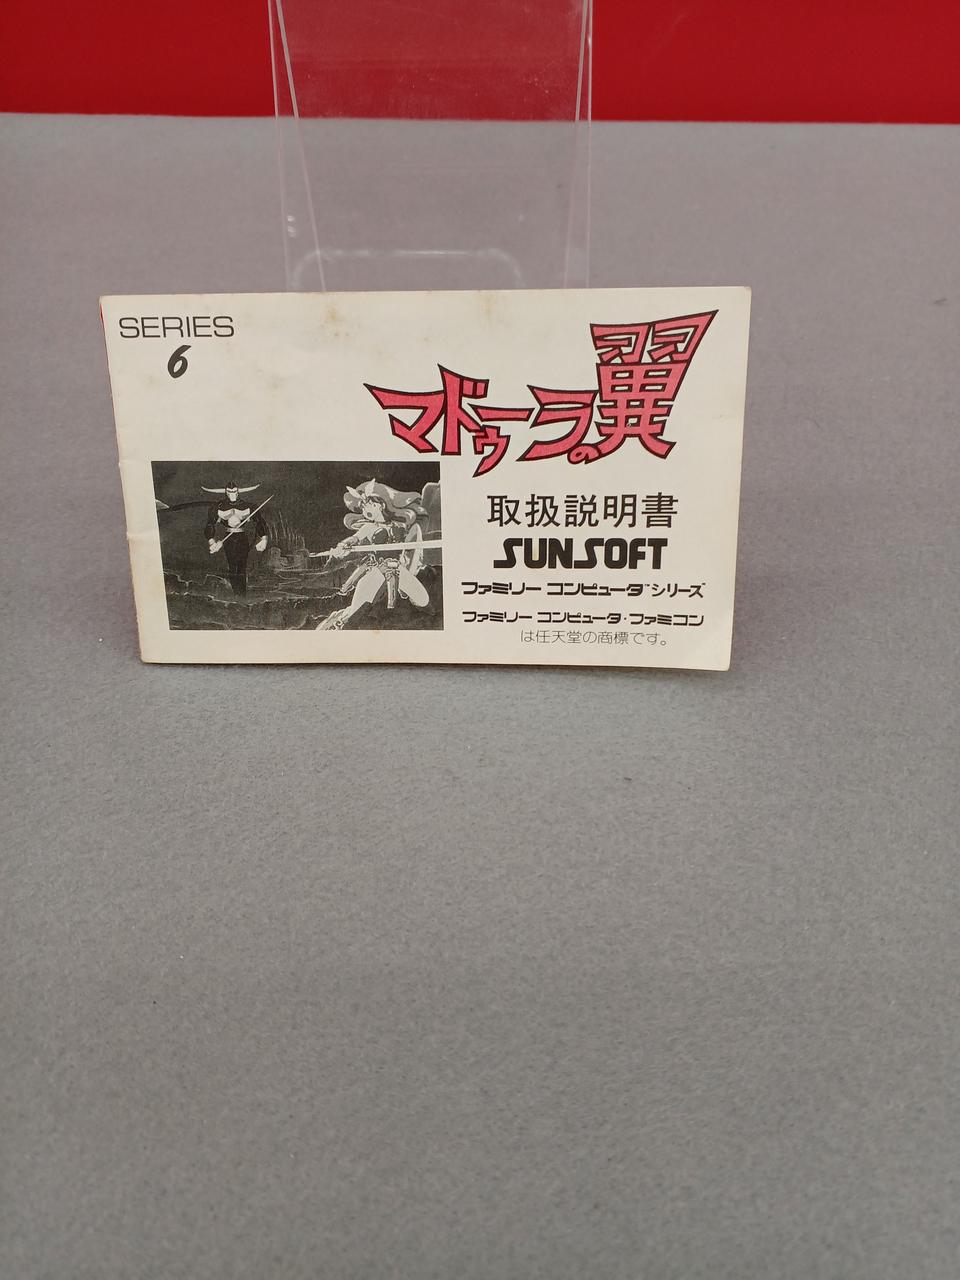 SERIES
6
マドゥーラの翼
取扱説明書
SUNSOFT
ファミリー コンピュータ™シリーズ
ファミリー コンピュータ・ファミコン
は任天堂の商標です。